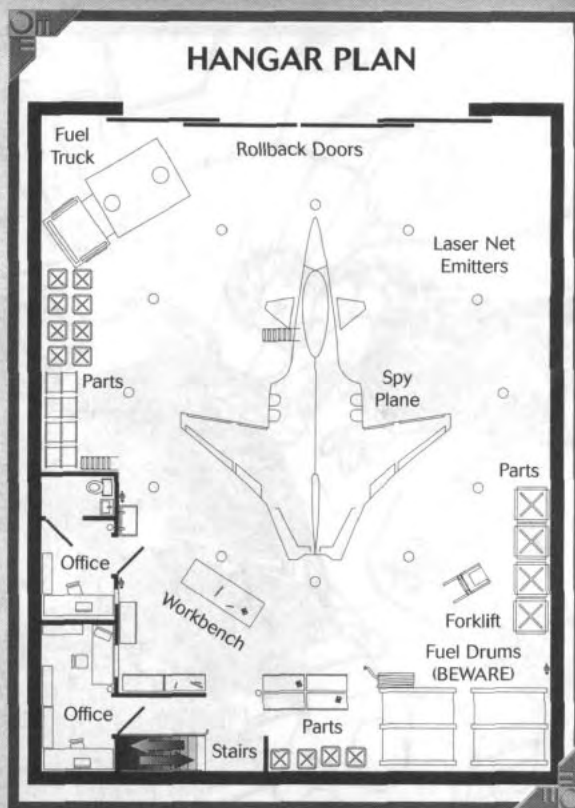 HANGAR PLAN
Fuel
Truck
Rollback Doors
Laser Net
Emitters
Parts
Spy
Plane
Parts
Office
Workbench
Forklift
Fuel Drums
(BEWARE)
Office
Stairs
Parts